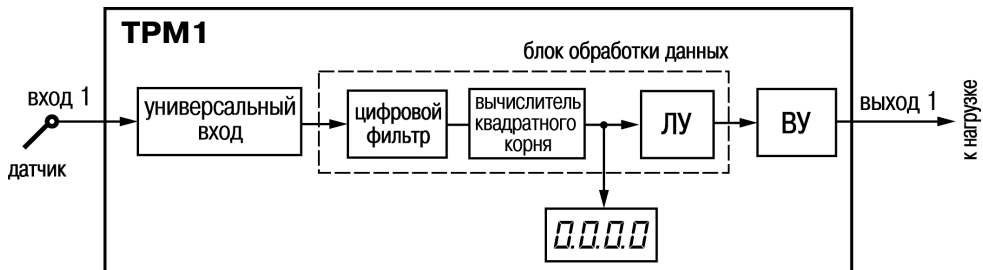 ТРМ1
блок обработки данных
вход 1
датчик
универсальный
вход
цифровой
фильтр
вычислитель
квадратного
корня
ЛУ
ВУ
выход 1
к нагрузке
0.0.0.0